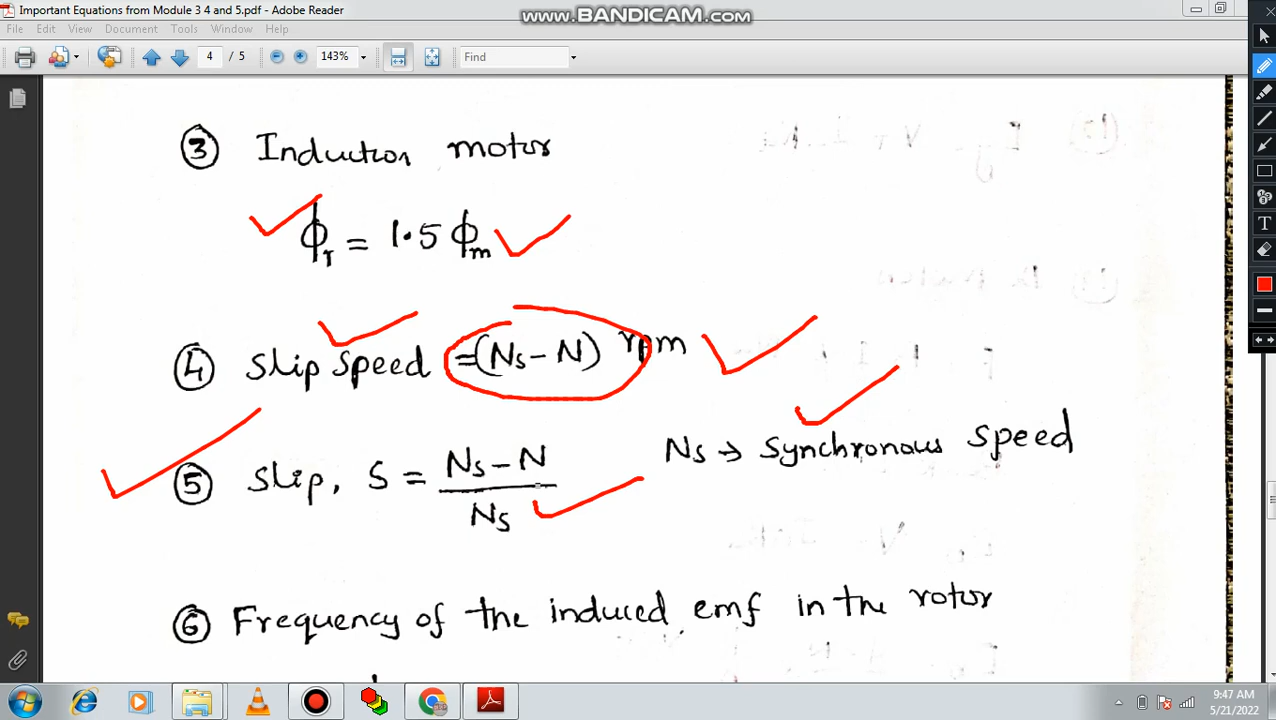 Important Equations from Module 3 4 and 5.pdf - Adobe Reader
www.BANDICAM.com
File Edit View Document Tools Window Help
4 / 5 143% Find
③ Induction motor
ϕr = 1.5 ϕm
④ Slip speed = (Ns - N) rpm
⑤ Slip, S = Ns - N / Ns
Ns → Synchronous Speed
⑥ Frequency of the induced emf in the rotor
9:47 AM
5/21/2022